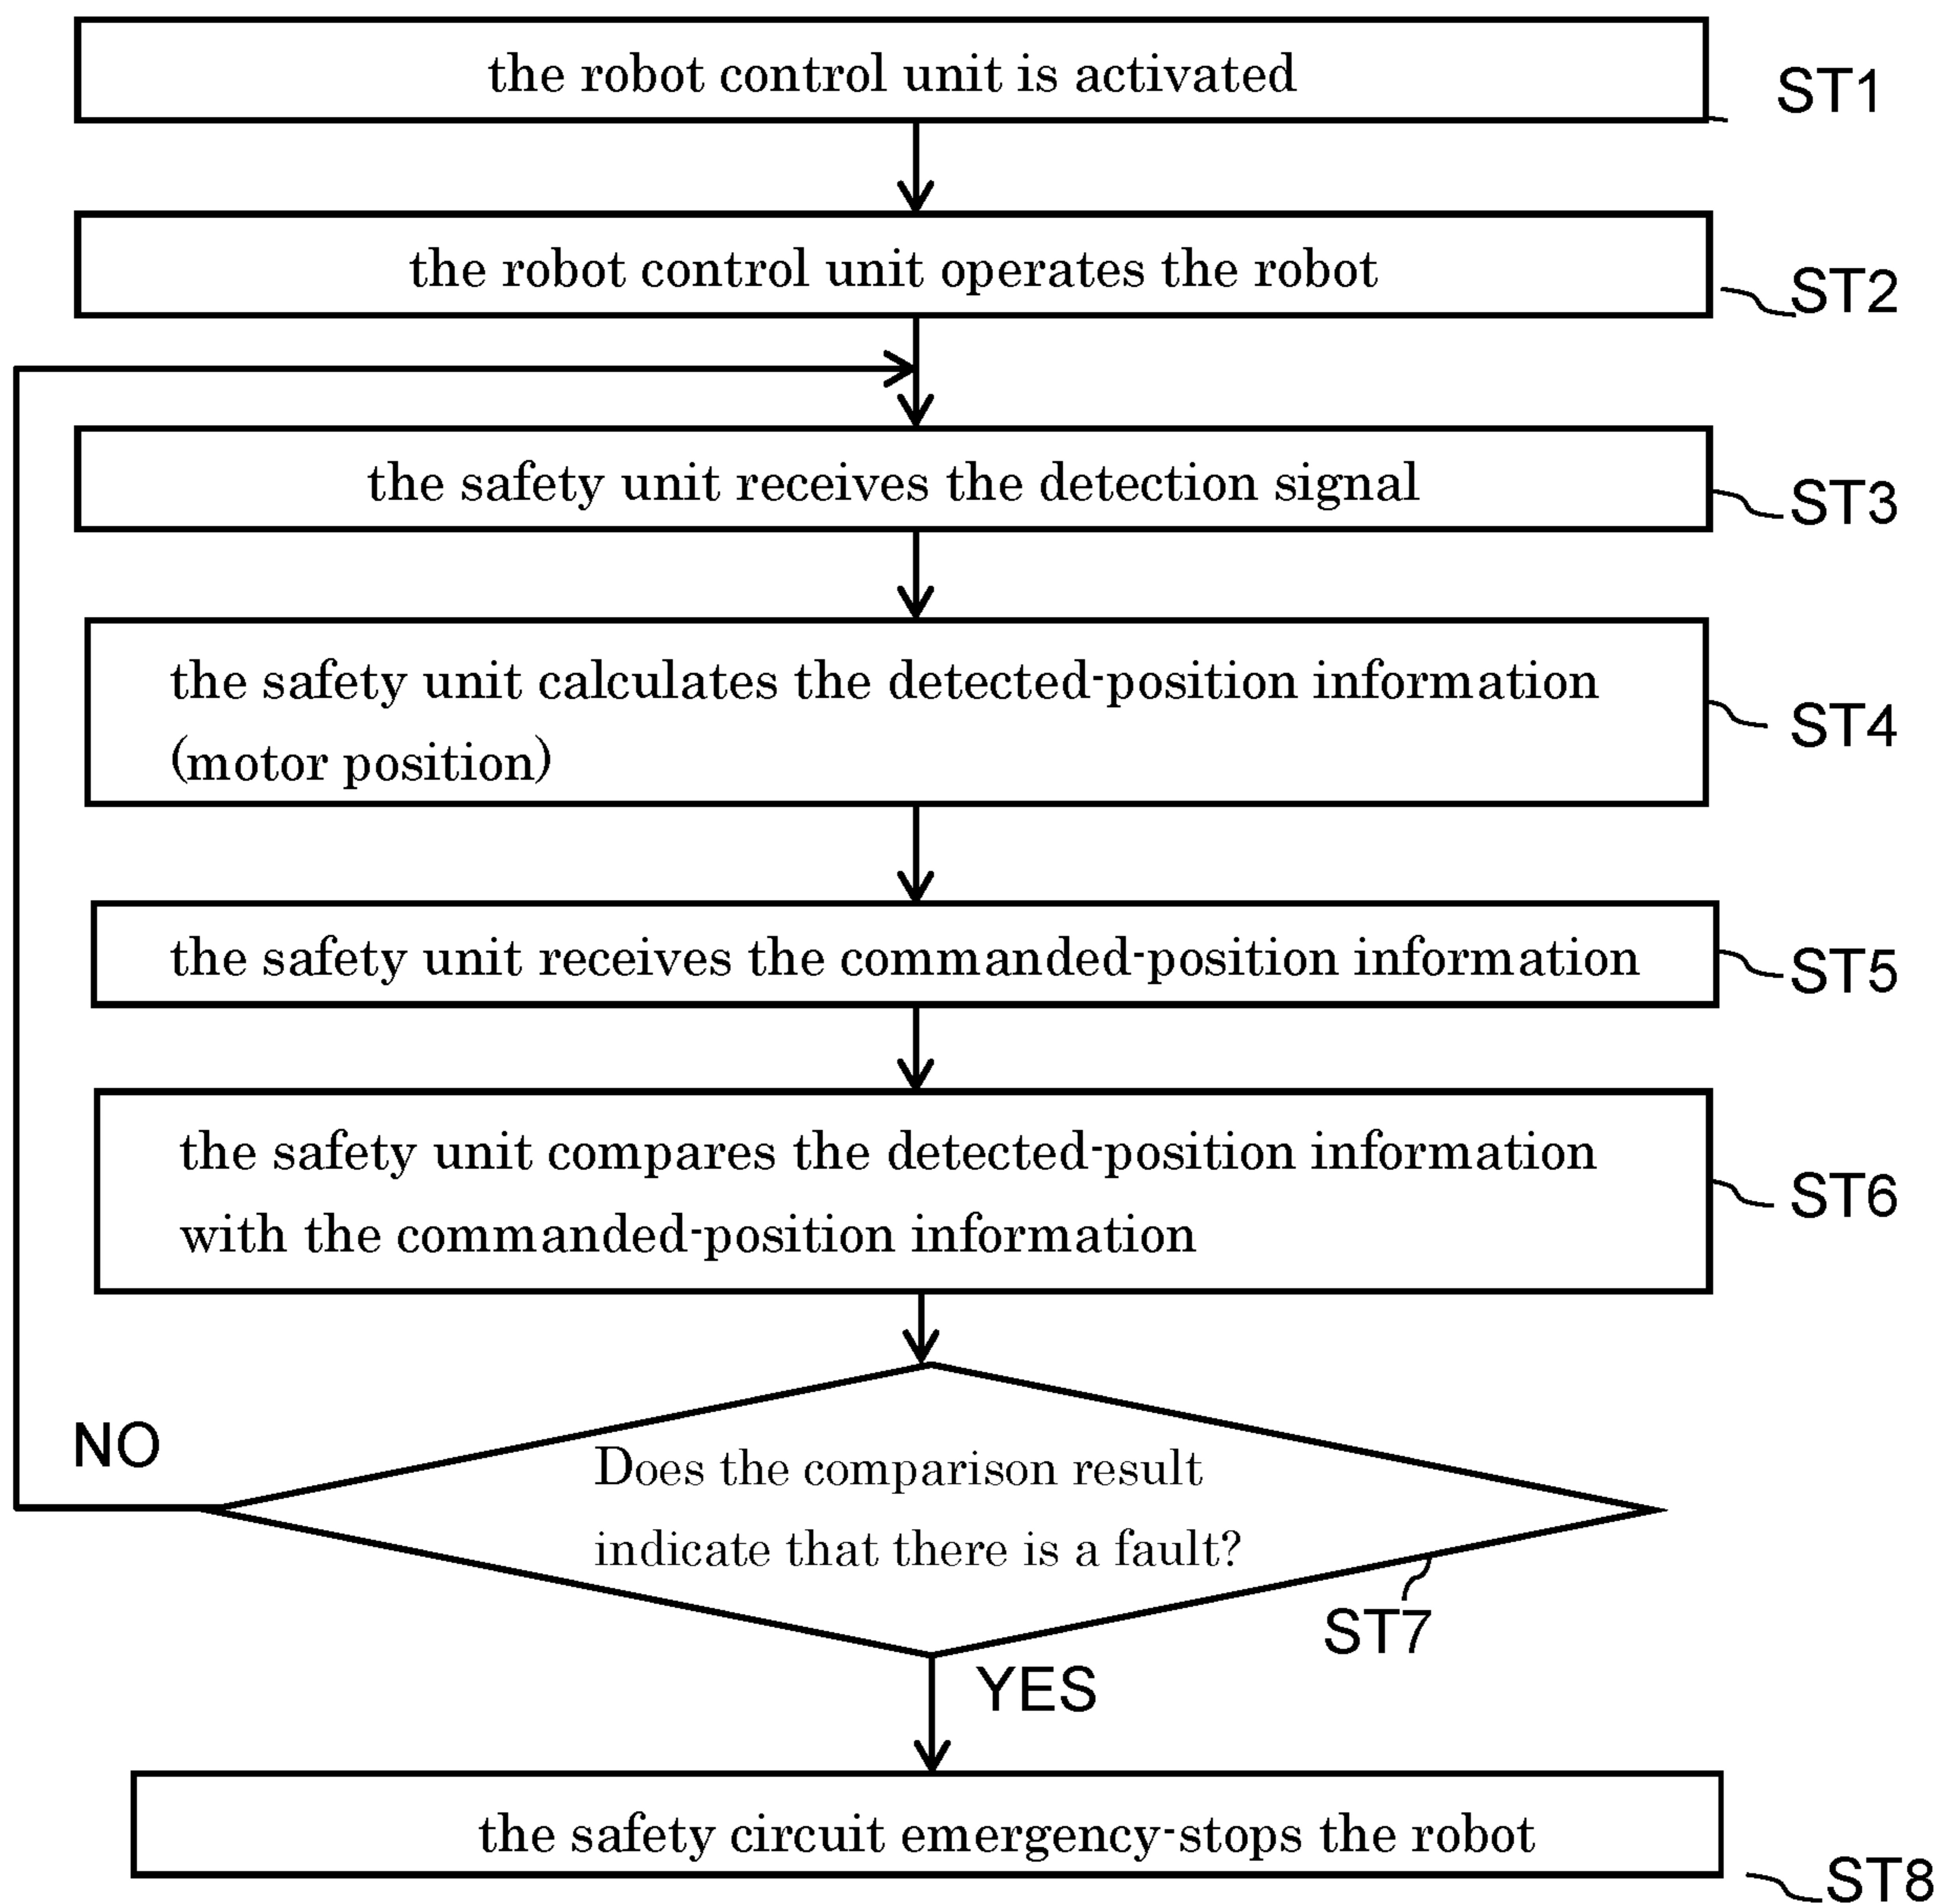 the robot control unit is activated
ST1
the robot control unit operates the robot
ST2
the safety unit receives the detection signal
ST3
the safety unit calculates the detected-position information
(motor position)
ST4
the safety unit receives the commanded-position information
ST5
the safety unit compares the detected-position information
with the commanded-position information
ST6
NO
Does the comparison result
indicate that there is a fault?
ST7
YES
the safety circuit emergency-stops the robot
ST8